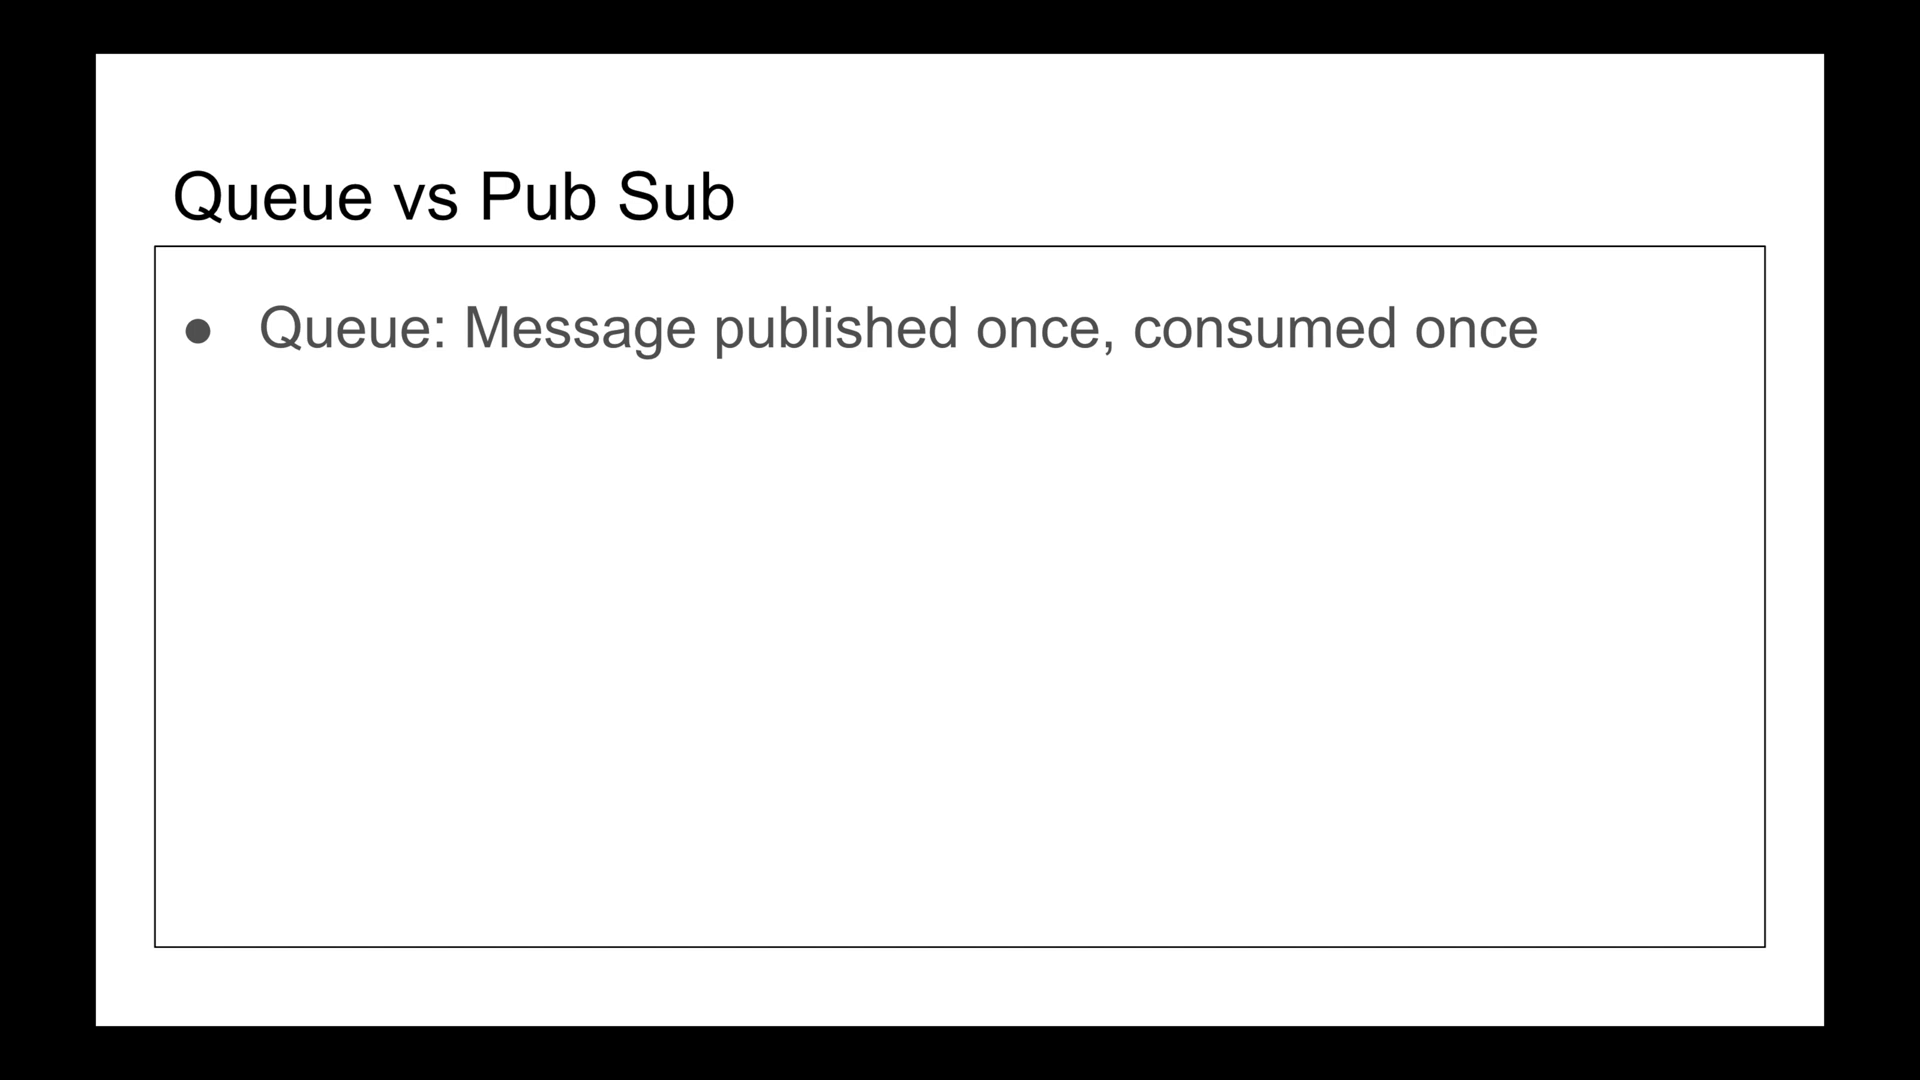 Queue vs Pub Sub
● Queue: Message published once, consumed once